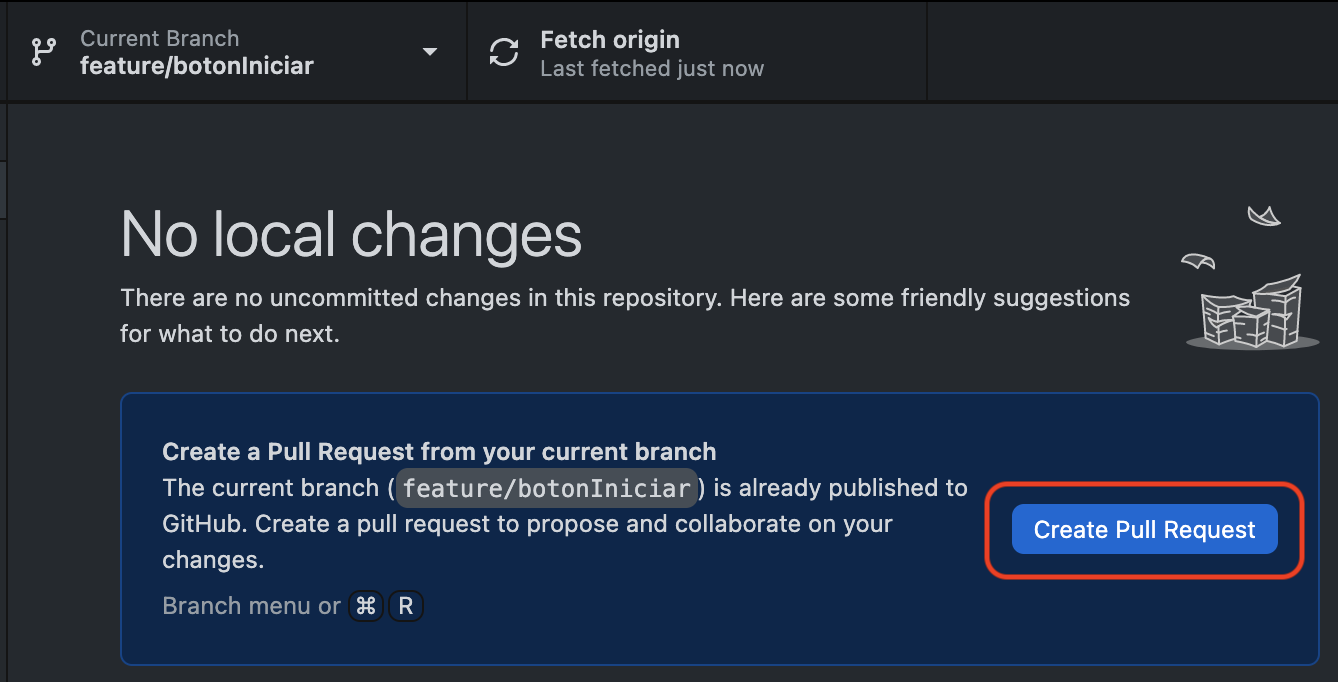 Current Branch
feature/botonIniciar
Fetch origin
Last fetched just now
No local changes
There are no uncommitted changes in this repository. Here are some friendly suggestions
for what to do next.
Create a Pull Request from your current branch
The current branch (feature/botonIniciar) is already published to
GitHub. Create a pull request to propose and collaborate on your
changes.
Branch menu or ⌘ R
Create Pull Request